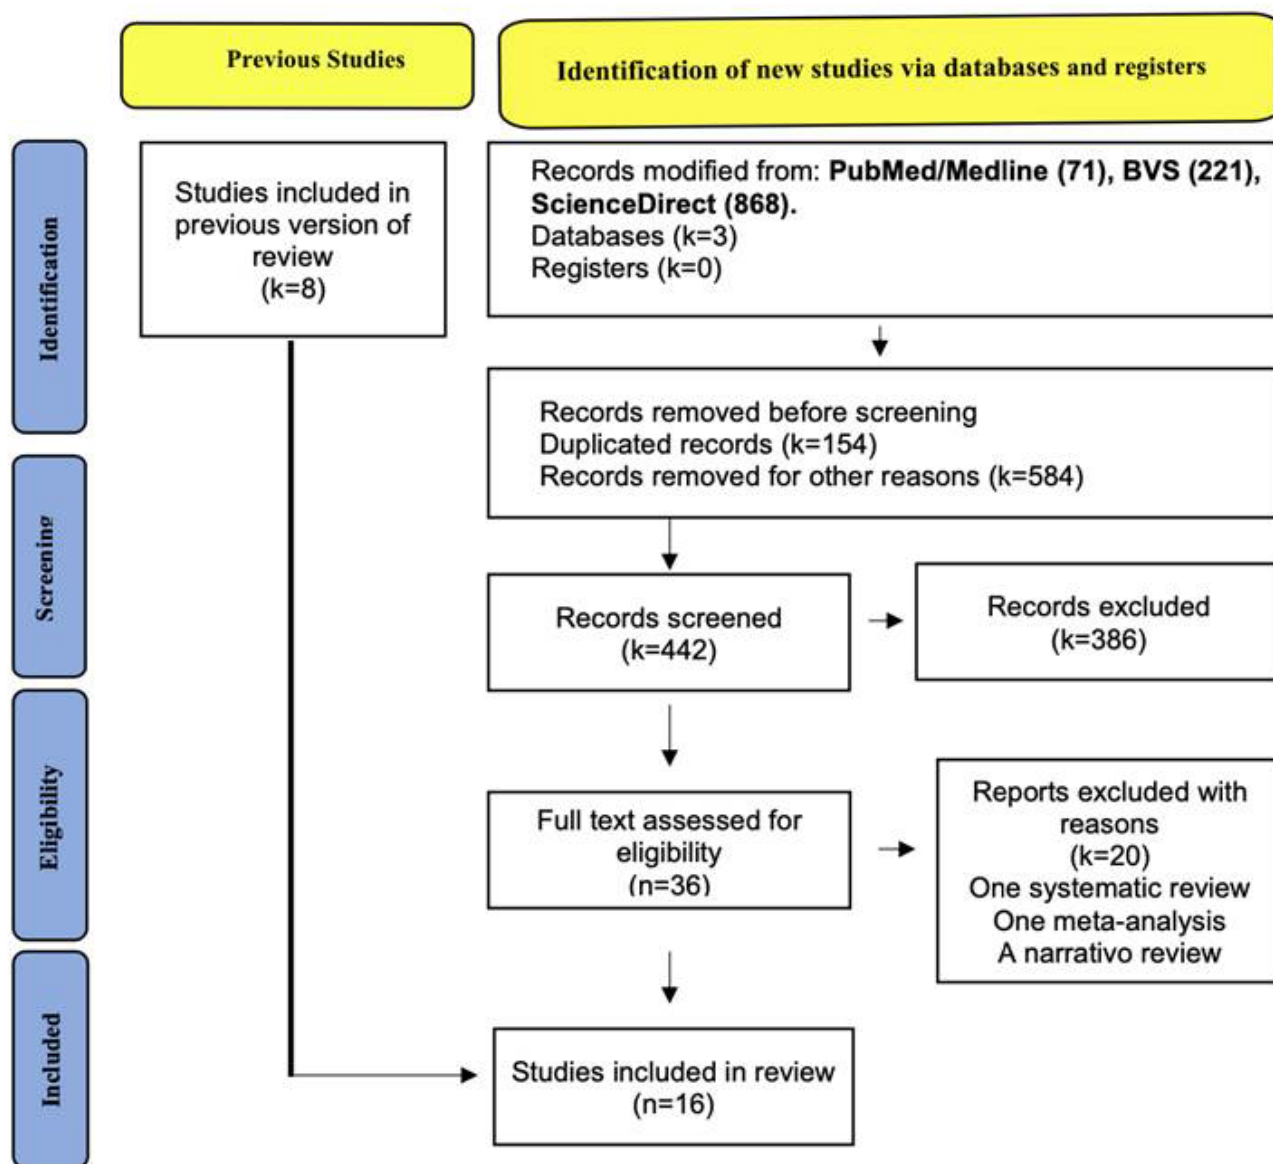 Previous Studies
Identification of new studies via databases and registers
Identification
Studies included in
previous version of
review
(k=8)
Records modified from: PubMed/Medline (71), BVS (221),
ScienceDirect (868).
Databases (k=3)
Registers (k=0)
Records removed before screening
Duplicated records (k=154)
Records removed for other reasons (k=584)
Screening
Records screened
(k=442)
Records excluded
(k=386)
Eligibility
Full text assessed for
eligibility
(n=36)
Reports excluded with
reasons
(k=20)
One systematic review
One meta-analysis
A narrativo review
Included
Studies included in review
(n=16)